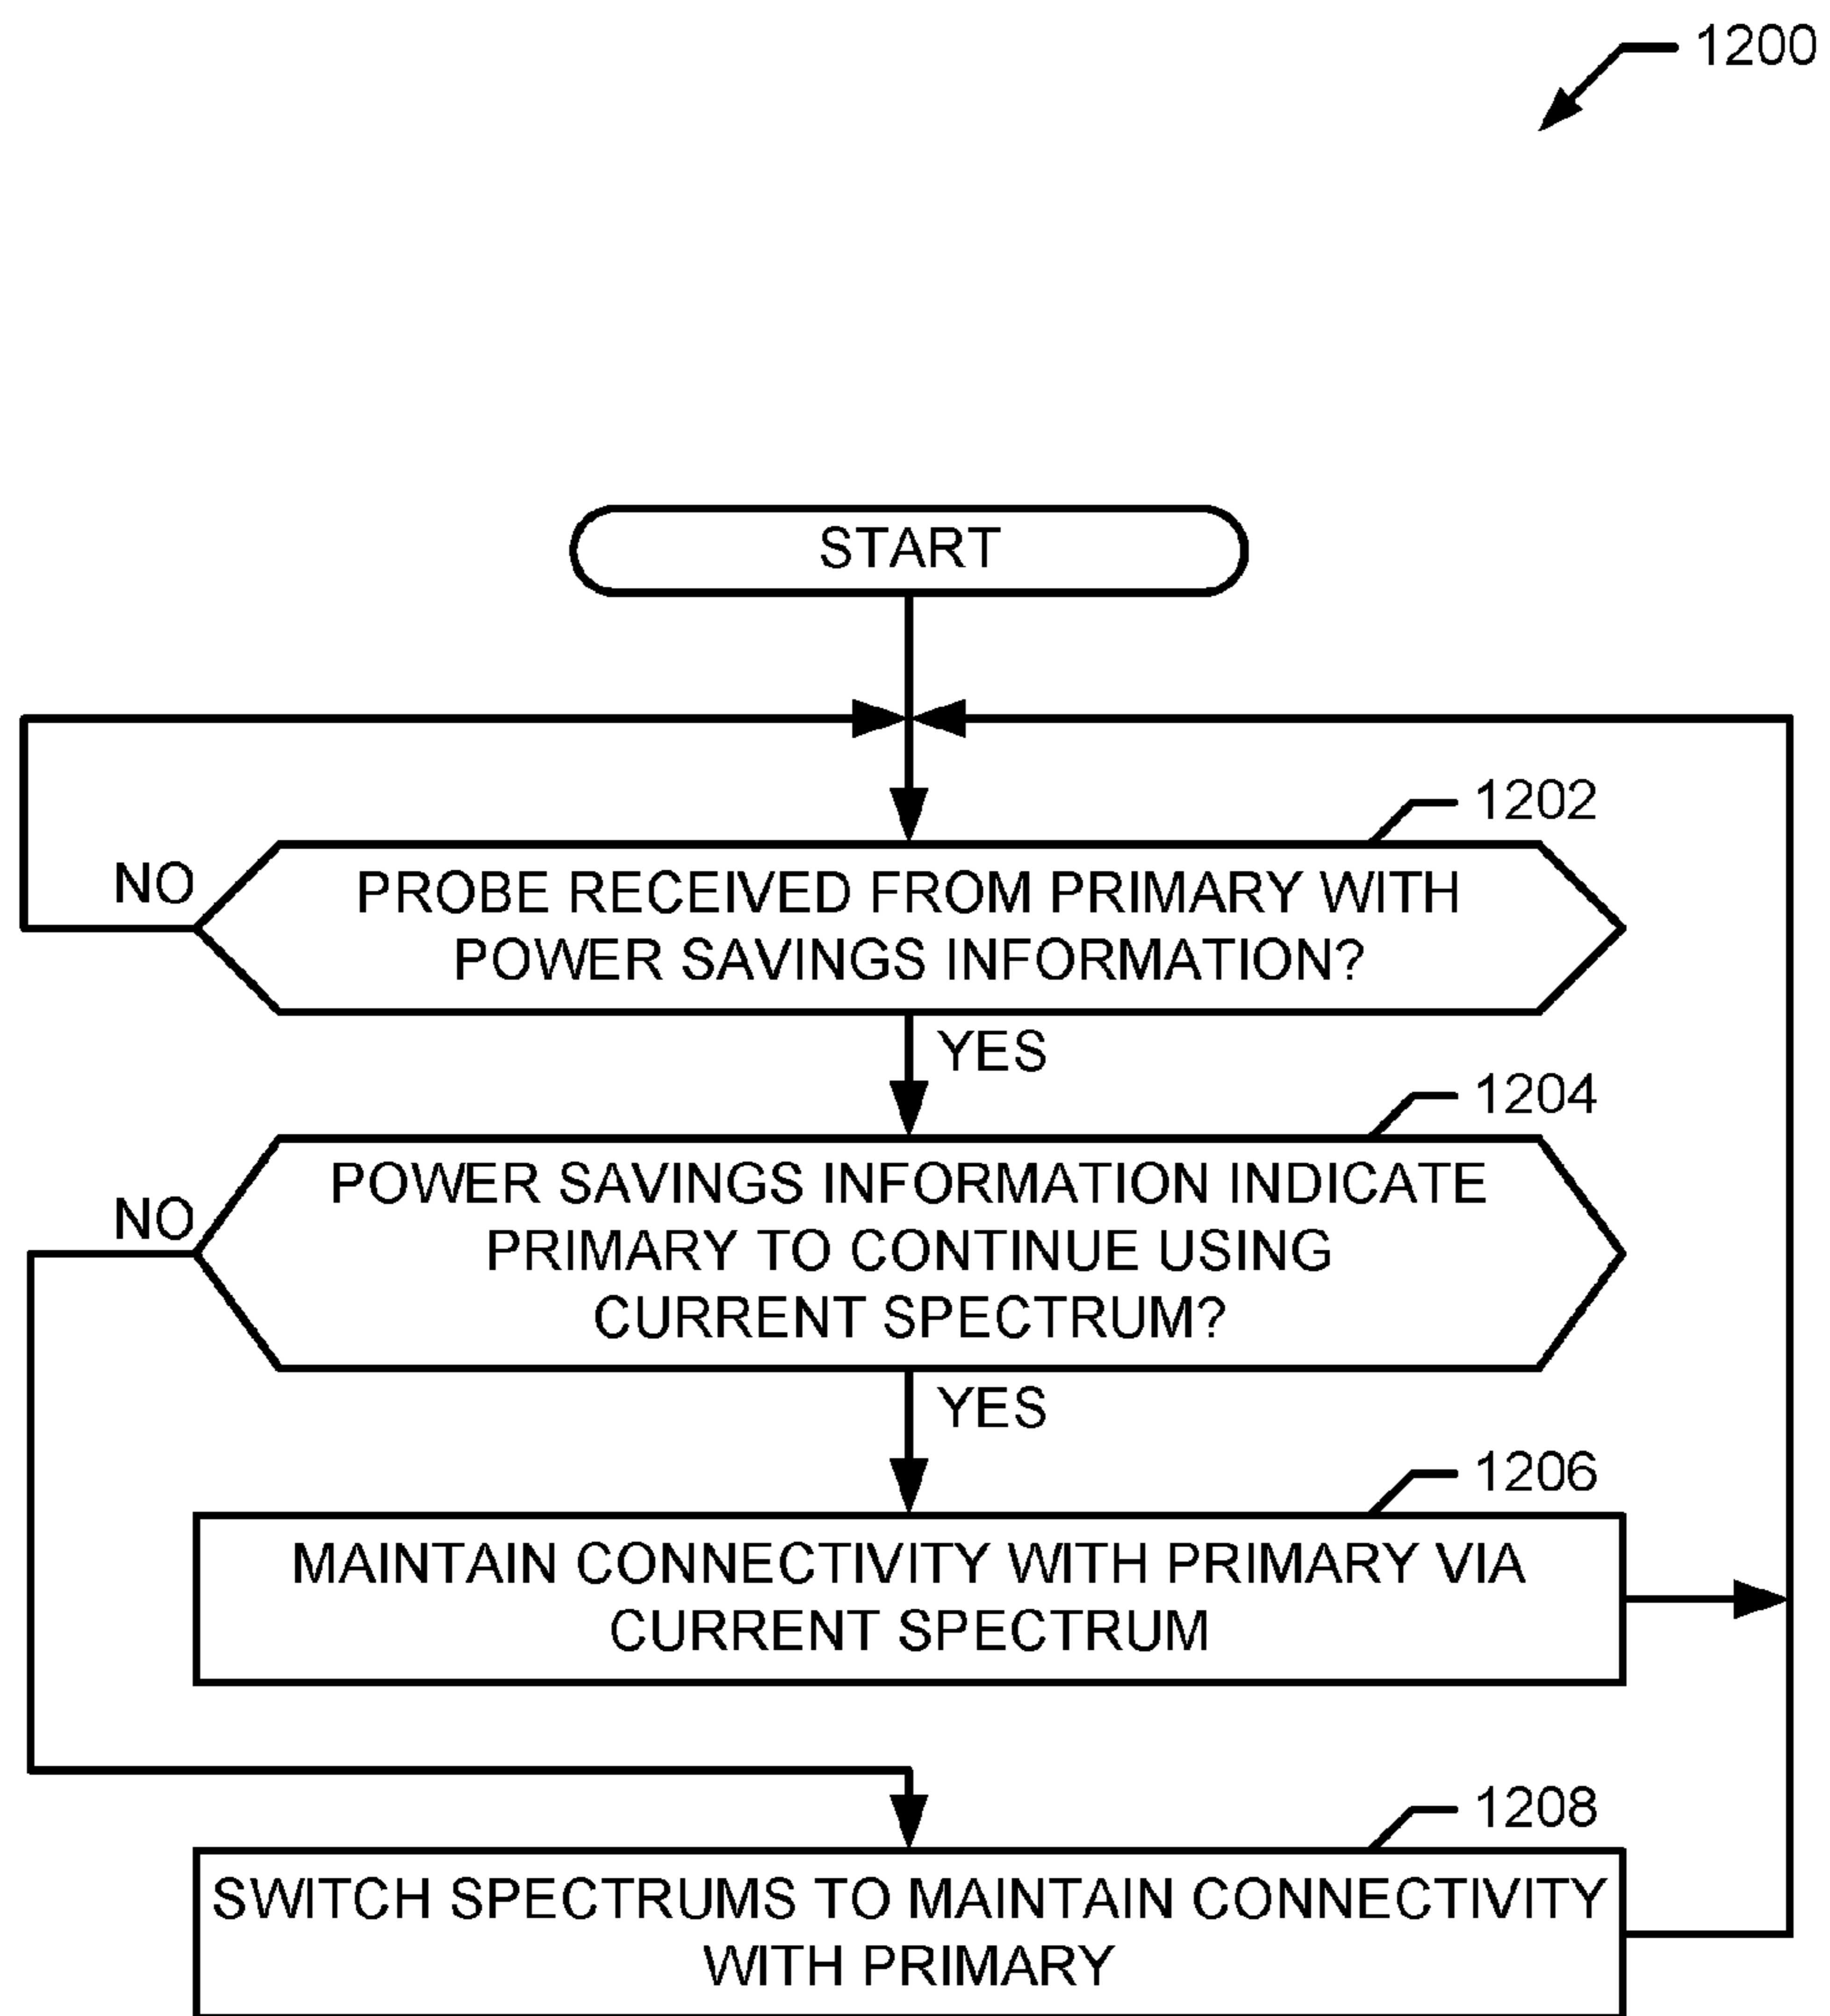 1200
START
1202
NO
PROBE RECEIVED FROM PRIMARY WITH
POWER SAVINGS INFORMATION?
YES
1204
NO
POWER SAVINGS INFORMATION INDICATE
PRIMARY TO CONTINUE USING
CURRENT SPECTRUM?
YES
1206
MAINTAIN CONNECTIVITY WITH PRIMARY VIA
CURRENT SPECTRUM
1208
SWITCH SPECTRUMS TO MAINTAIN CONNECTIVITY
WITH PRIMARY